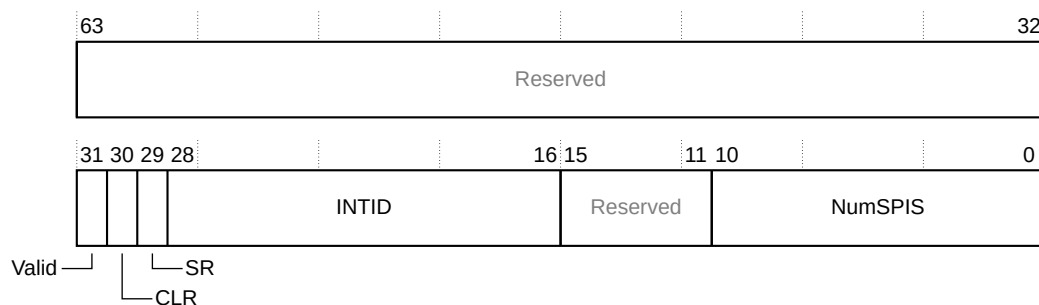 63 32
Reserved
31 30 29 28 16 15 11 10 0
INTID Reserved NumSPIS
Valid SR
CLR